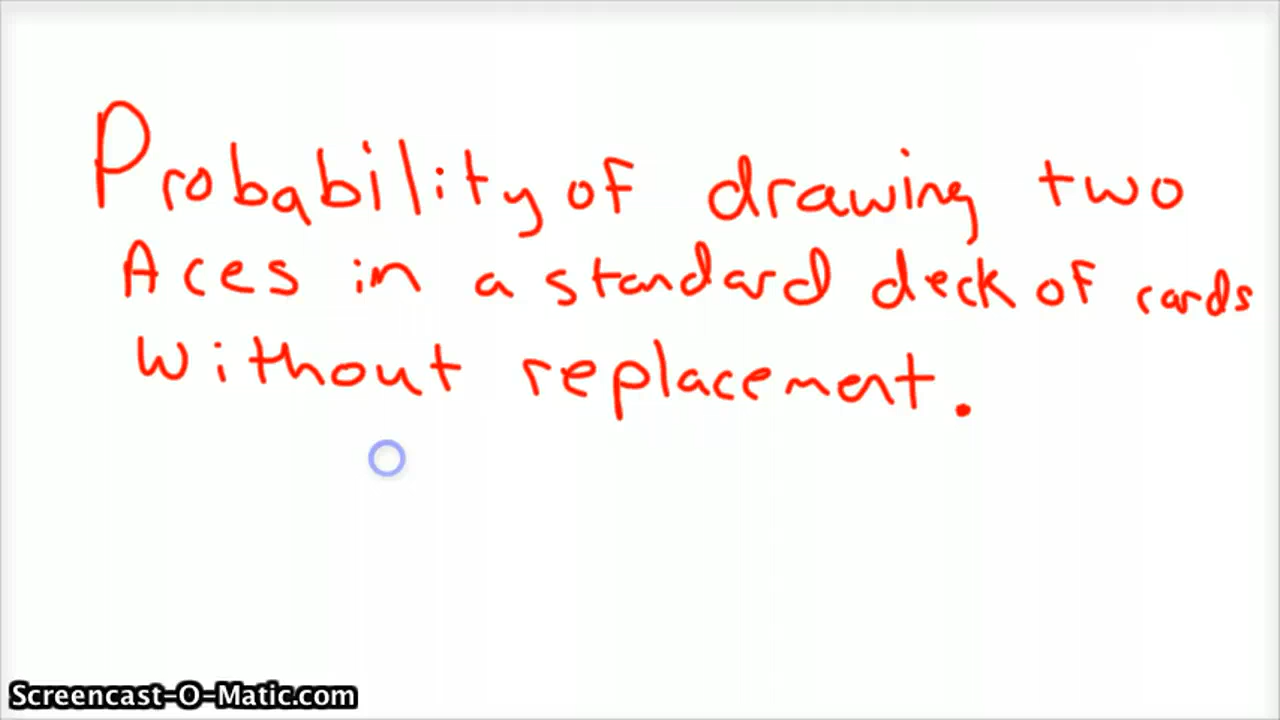 Probability of drawing two
Aces in a standard deck of cards
without replacement.
Screencast-O-Matic.com